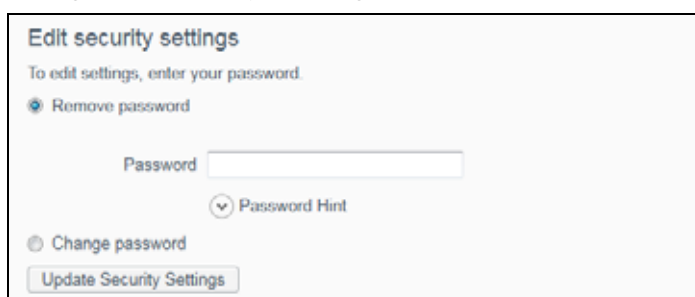 Edit security settings
To edit settings, enter your password.
Remove password
Password
Password Hint
Change password
Update Security Settings